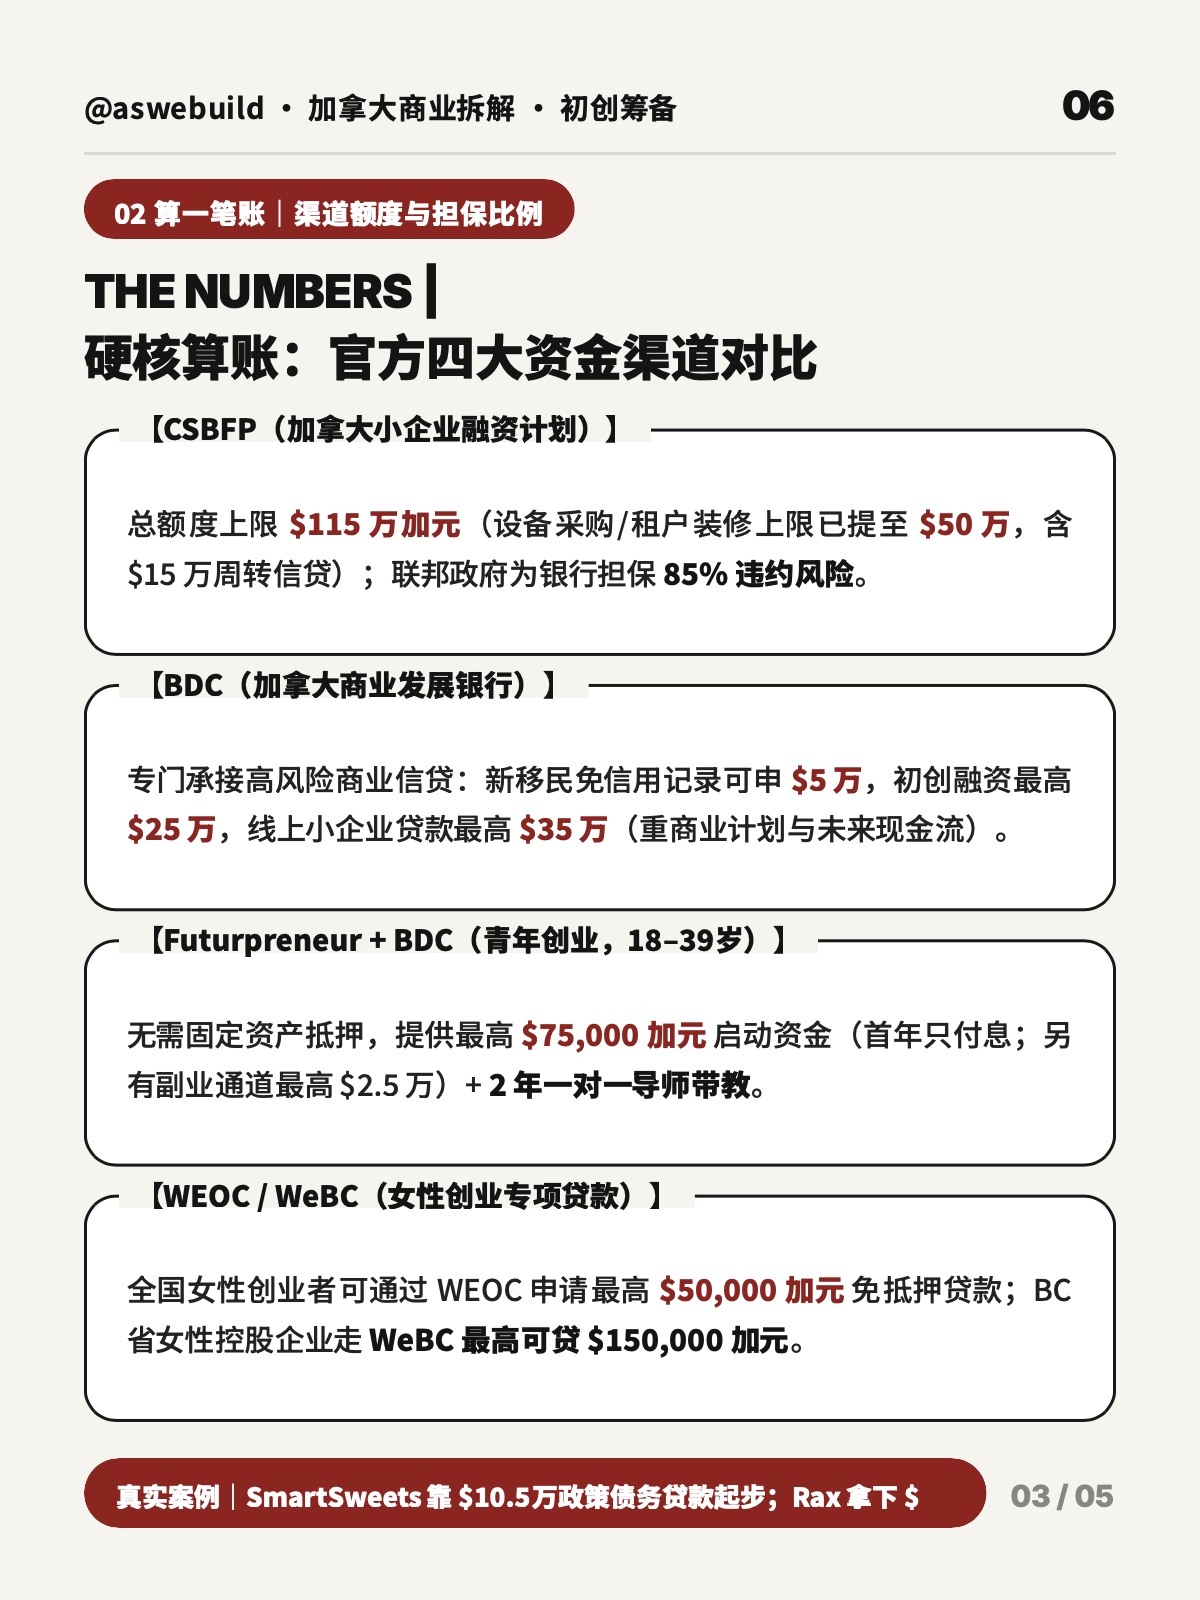 @aswebuild • 加拿大商业拆解 • 初创筹备
06
02 算一笔账｜渠道额度与担保比例
THE NUMBERS |
硬核算账：官方四大资金渠道对比
【CSBFP（加拿大小企业融资计划）】
总额度上限 $115 万加元（设备采购/租户装修上限已提至 $50 万，含
$15 万周转信贷）；联邦政府为银行担保 85% 违约风险。
【BDC（加拿大商业发展银行）】
专门承接高风险商业信贷：新移民免信用记录可申 $5 万，初创融资最高
$25 万，线上小企业贷款最高 $35 万（重商业计划与未来现金流）。
【Futurpreneur + BDC（青年创业，18–39岁）】
无需固定资产抵押，提供最高 $75,000 加元 启动资金（首年只付息；另
有副业通道最高 $2.5 万）+ 2 年一对一导师带教。
【WEOC / WeBC（女性创业专项贷款）】
全国女性创业者可通过 WEOC 申请最高 $50,000 加元 免抵押贷款；BC
省女性控股企业走 WeBC 最高可贷 $150,000 加元。
真实案例｜SmartSweets 靠 $10.5万政策债务贷款起步；Rax 拿下 $
03 / 05